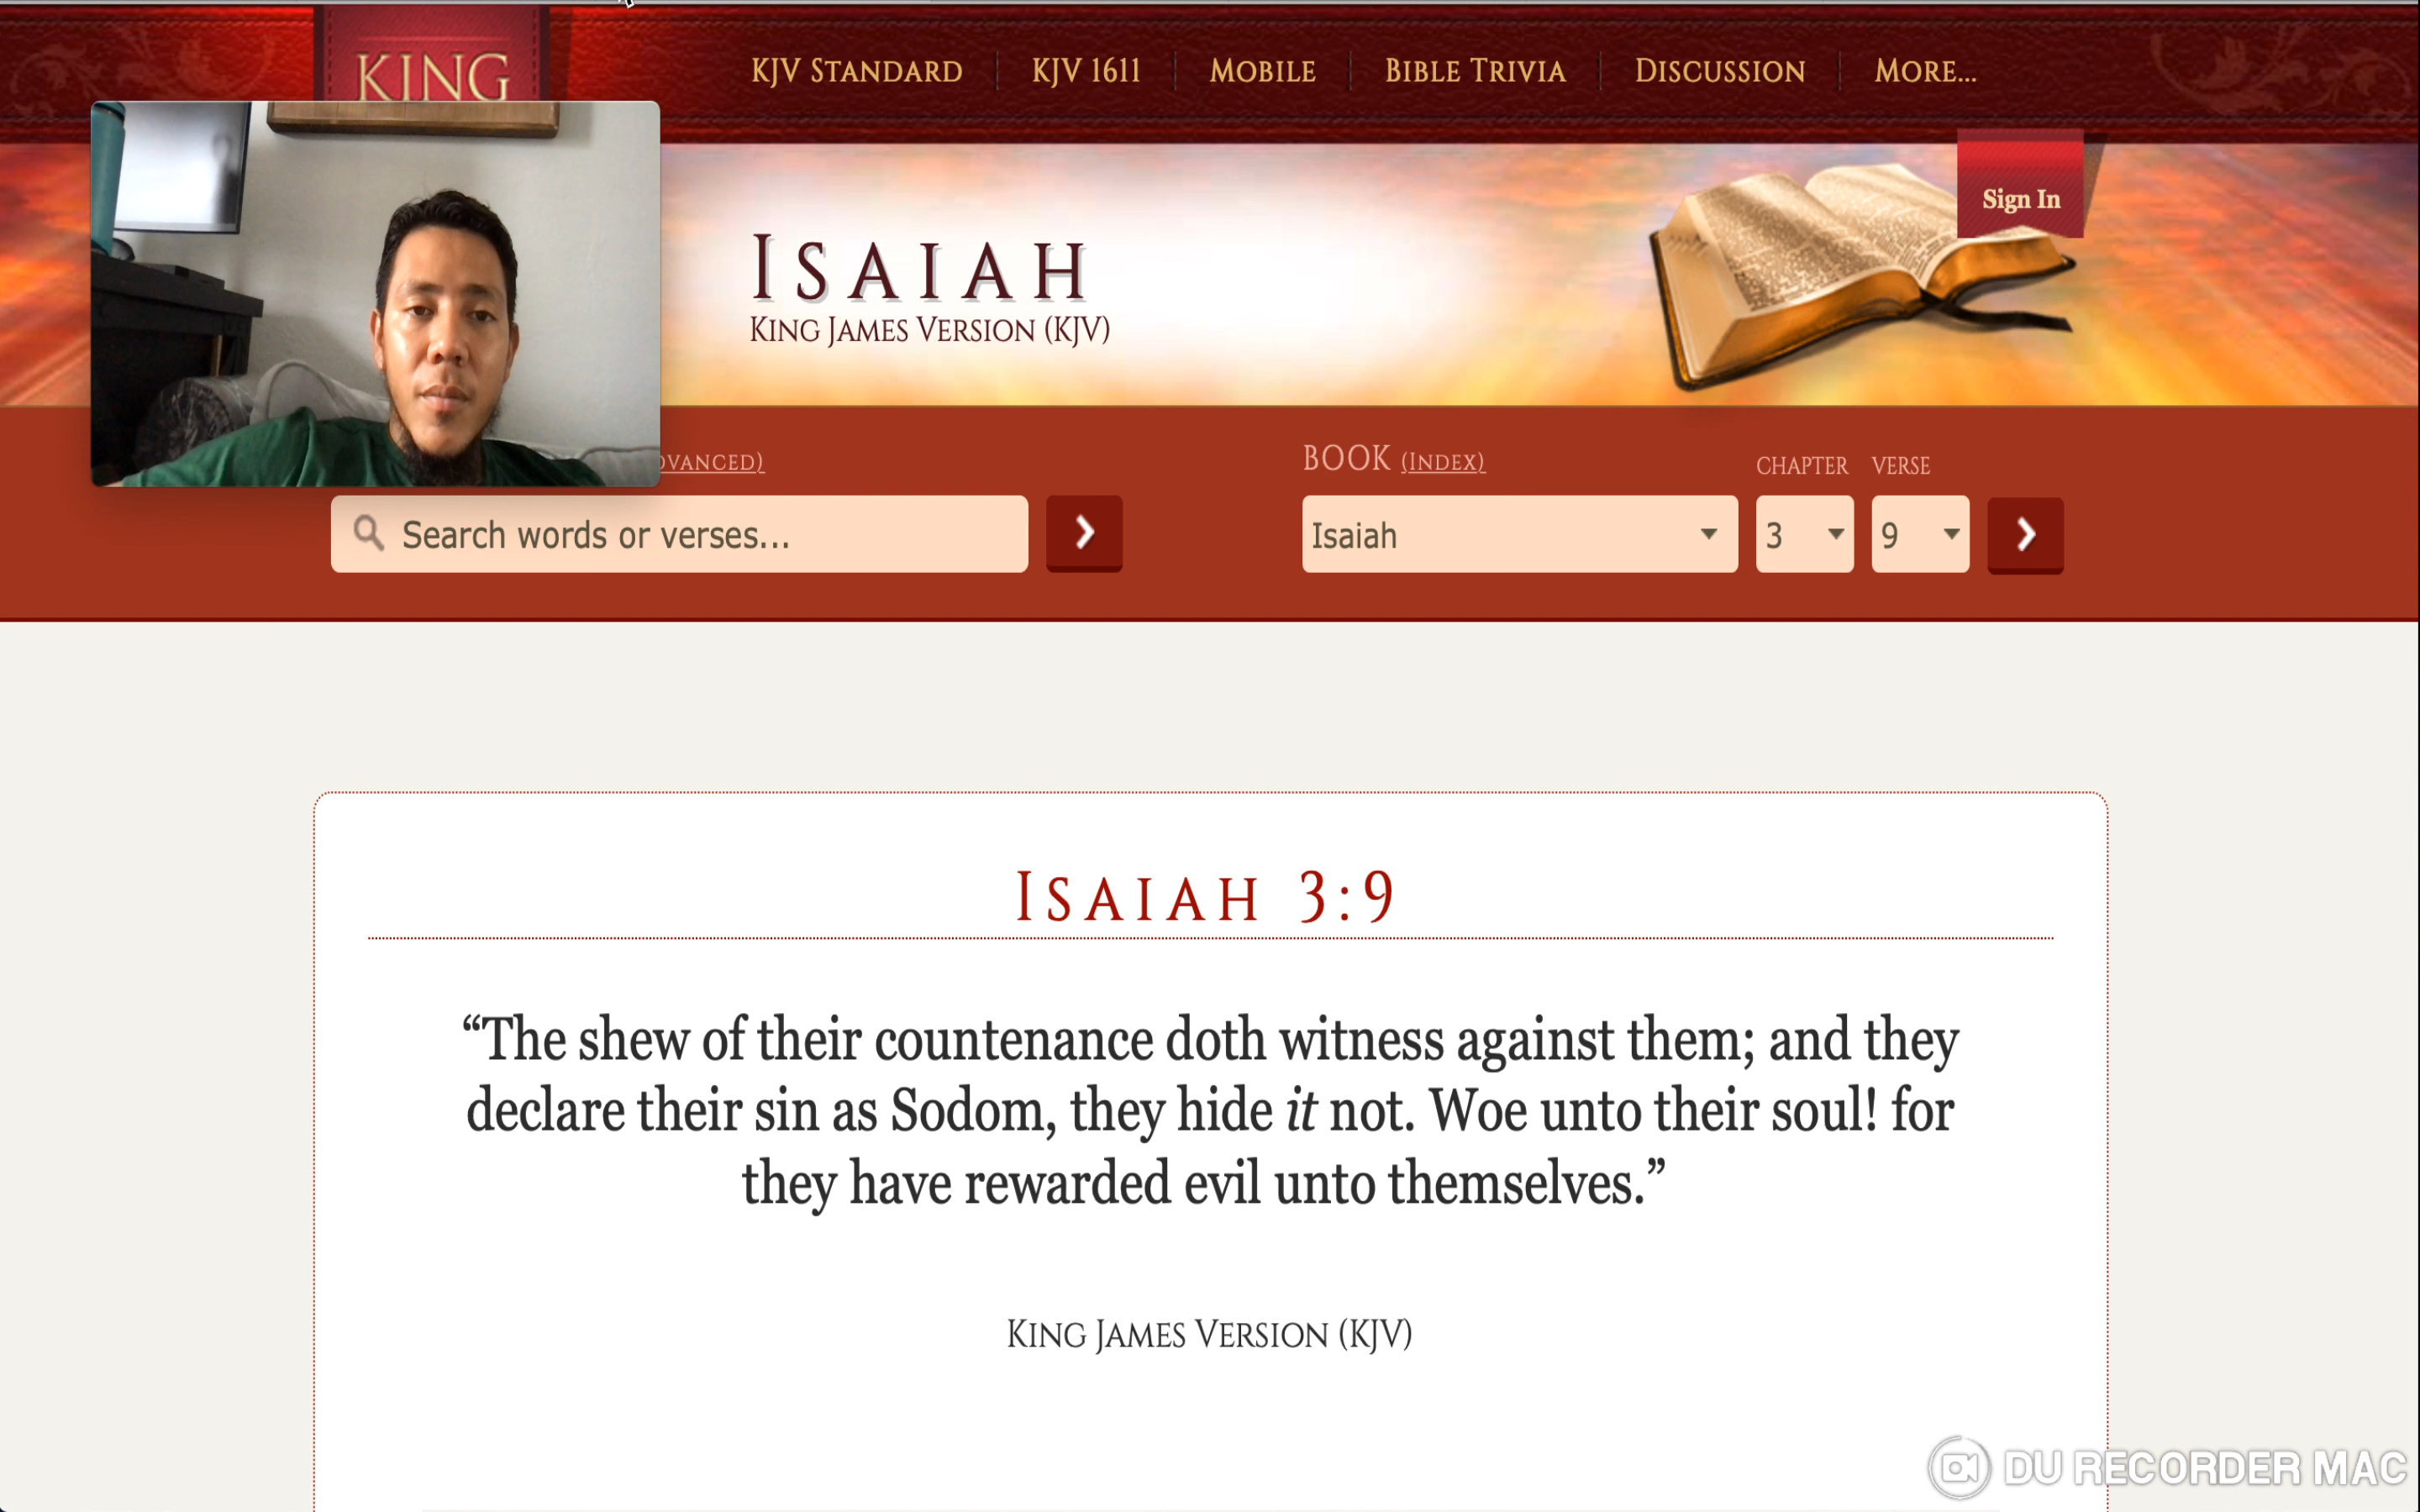 KING
KJV STANDARD
KJV 1611
MOBILE
BIBLE TRIVIA
DISCUSSION
MORE...
Sign In
ISAIAH
KING JAMES VERSION (KJV)
BOOK (INDEX)
CHAPTER
VERSE
Search words or verses...
Isaiah
3
9
ISAIAH 3:9
“The shew of their countenance doth witness against them; and they
declare their sin as Sodom, they hide it not. Woe unto their soul! for
they have rewarded evil unto themselves.”
KING JAMES VERSION (KJV)
DU RECORDER MAC